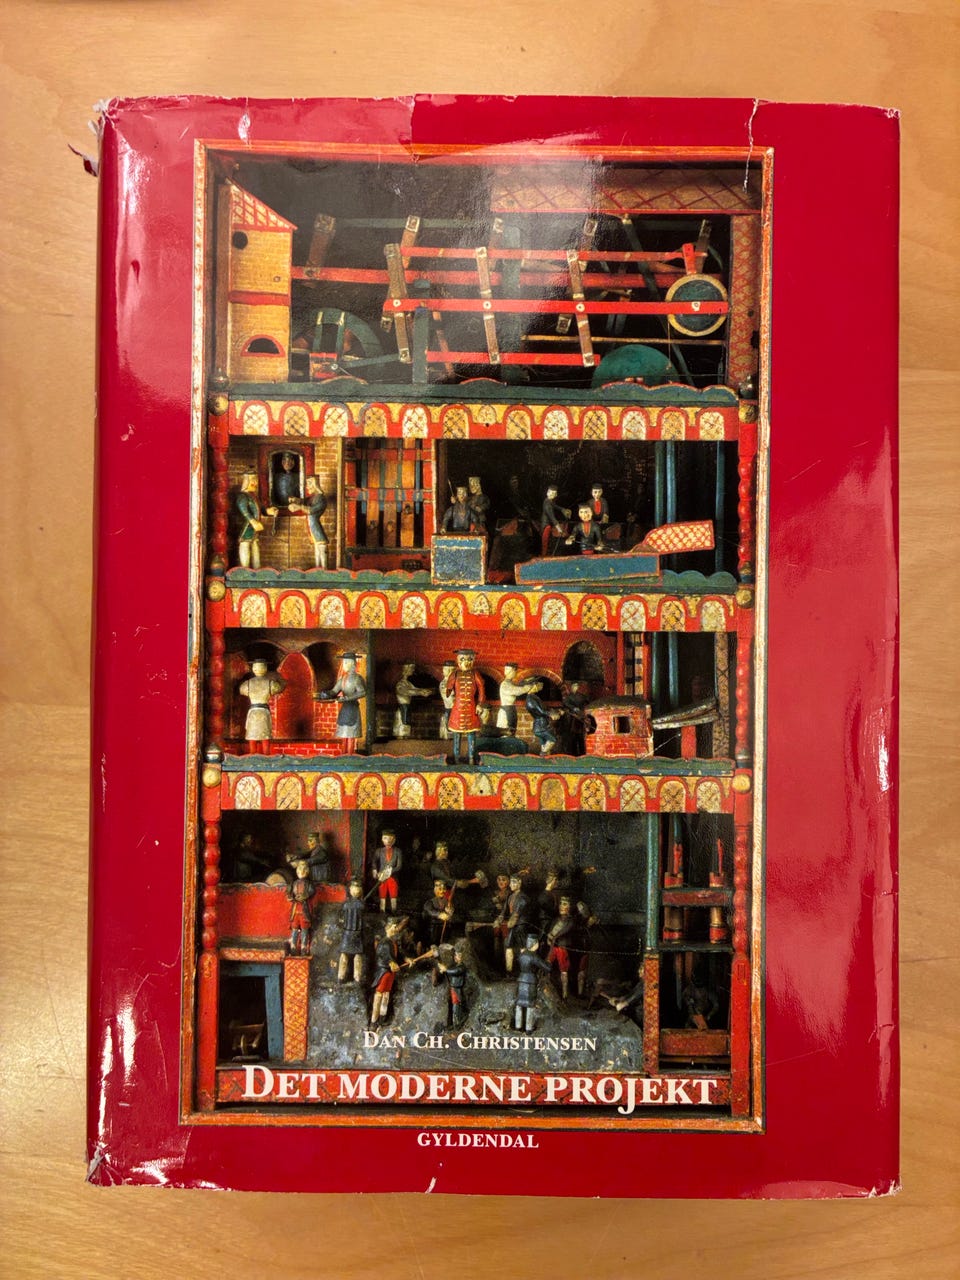 DAN CH. CHRISTENSEN
DET MODERNE PROJEKT
GYLDENDAL